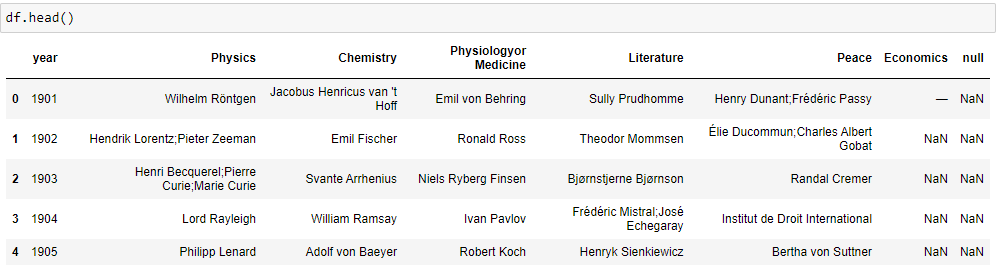 df.head()
year Physics Chemistry Physiologyor Medicine Literature Peace Economics null
0 1901 Wilhelm Röntgen Jacobus Henricus van 't Hoff Emil von Behring Sully Prudhomme Henry Dunant;Frédéric Passy — NaN
1 1902 Hendrik Lorentz;Pieter Zeeman Emil Fischer Ronald Ross Theodor Mommsen Élie Ducommun;Charles Albert Gobat NaN NaN
2 1903 Henri Becquerel;Pierre Curie;Marie Curie Svante Arrhenius Niels Ryberg Finsen Bjørnstjerne Bjørnson Randal Cremer NaN NaN
3 1904 Lord Rayleigh William Ramsay Ivan Pavlov Frédéric Mistral;José Echegaray Institut de Droit International NaN NaN
4 1905 Philipp Lenard Adolf von Baeyer Robert Koch Henryk Sienkiewicz Bertha von Suttner NaN NaN